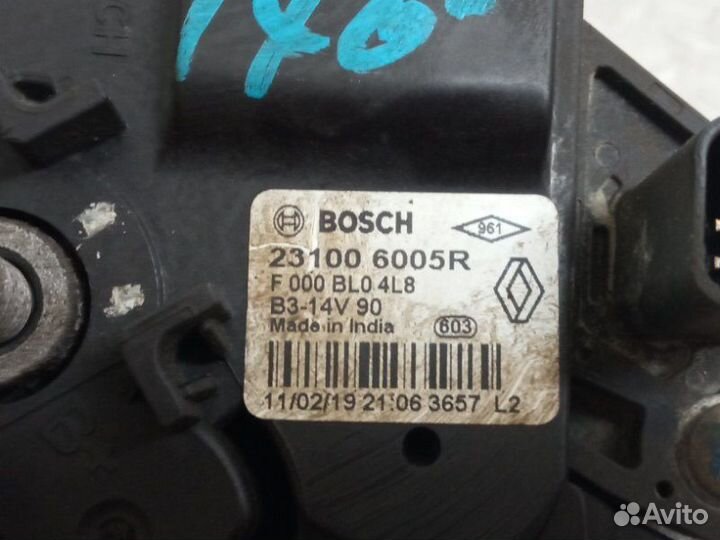 176
BOSCH
961
23100 6005R
F 000 BL0 4L8
B3-14V 90
Made in India
603
11/02/19 21:06 3657 L2
B+
Avito